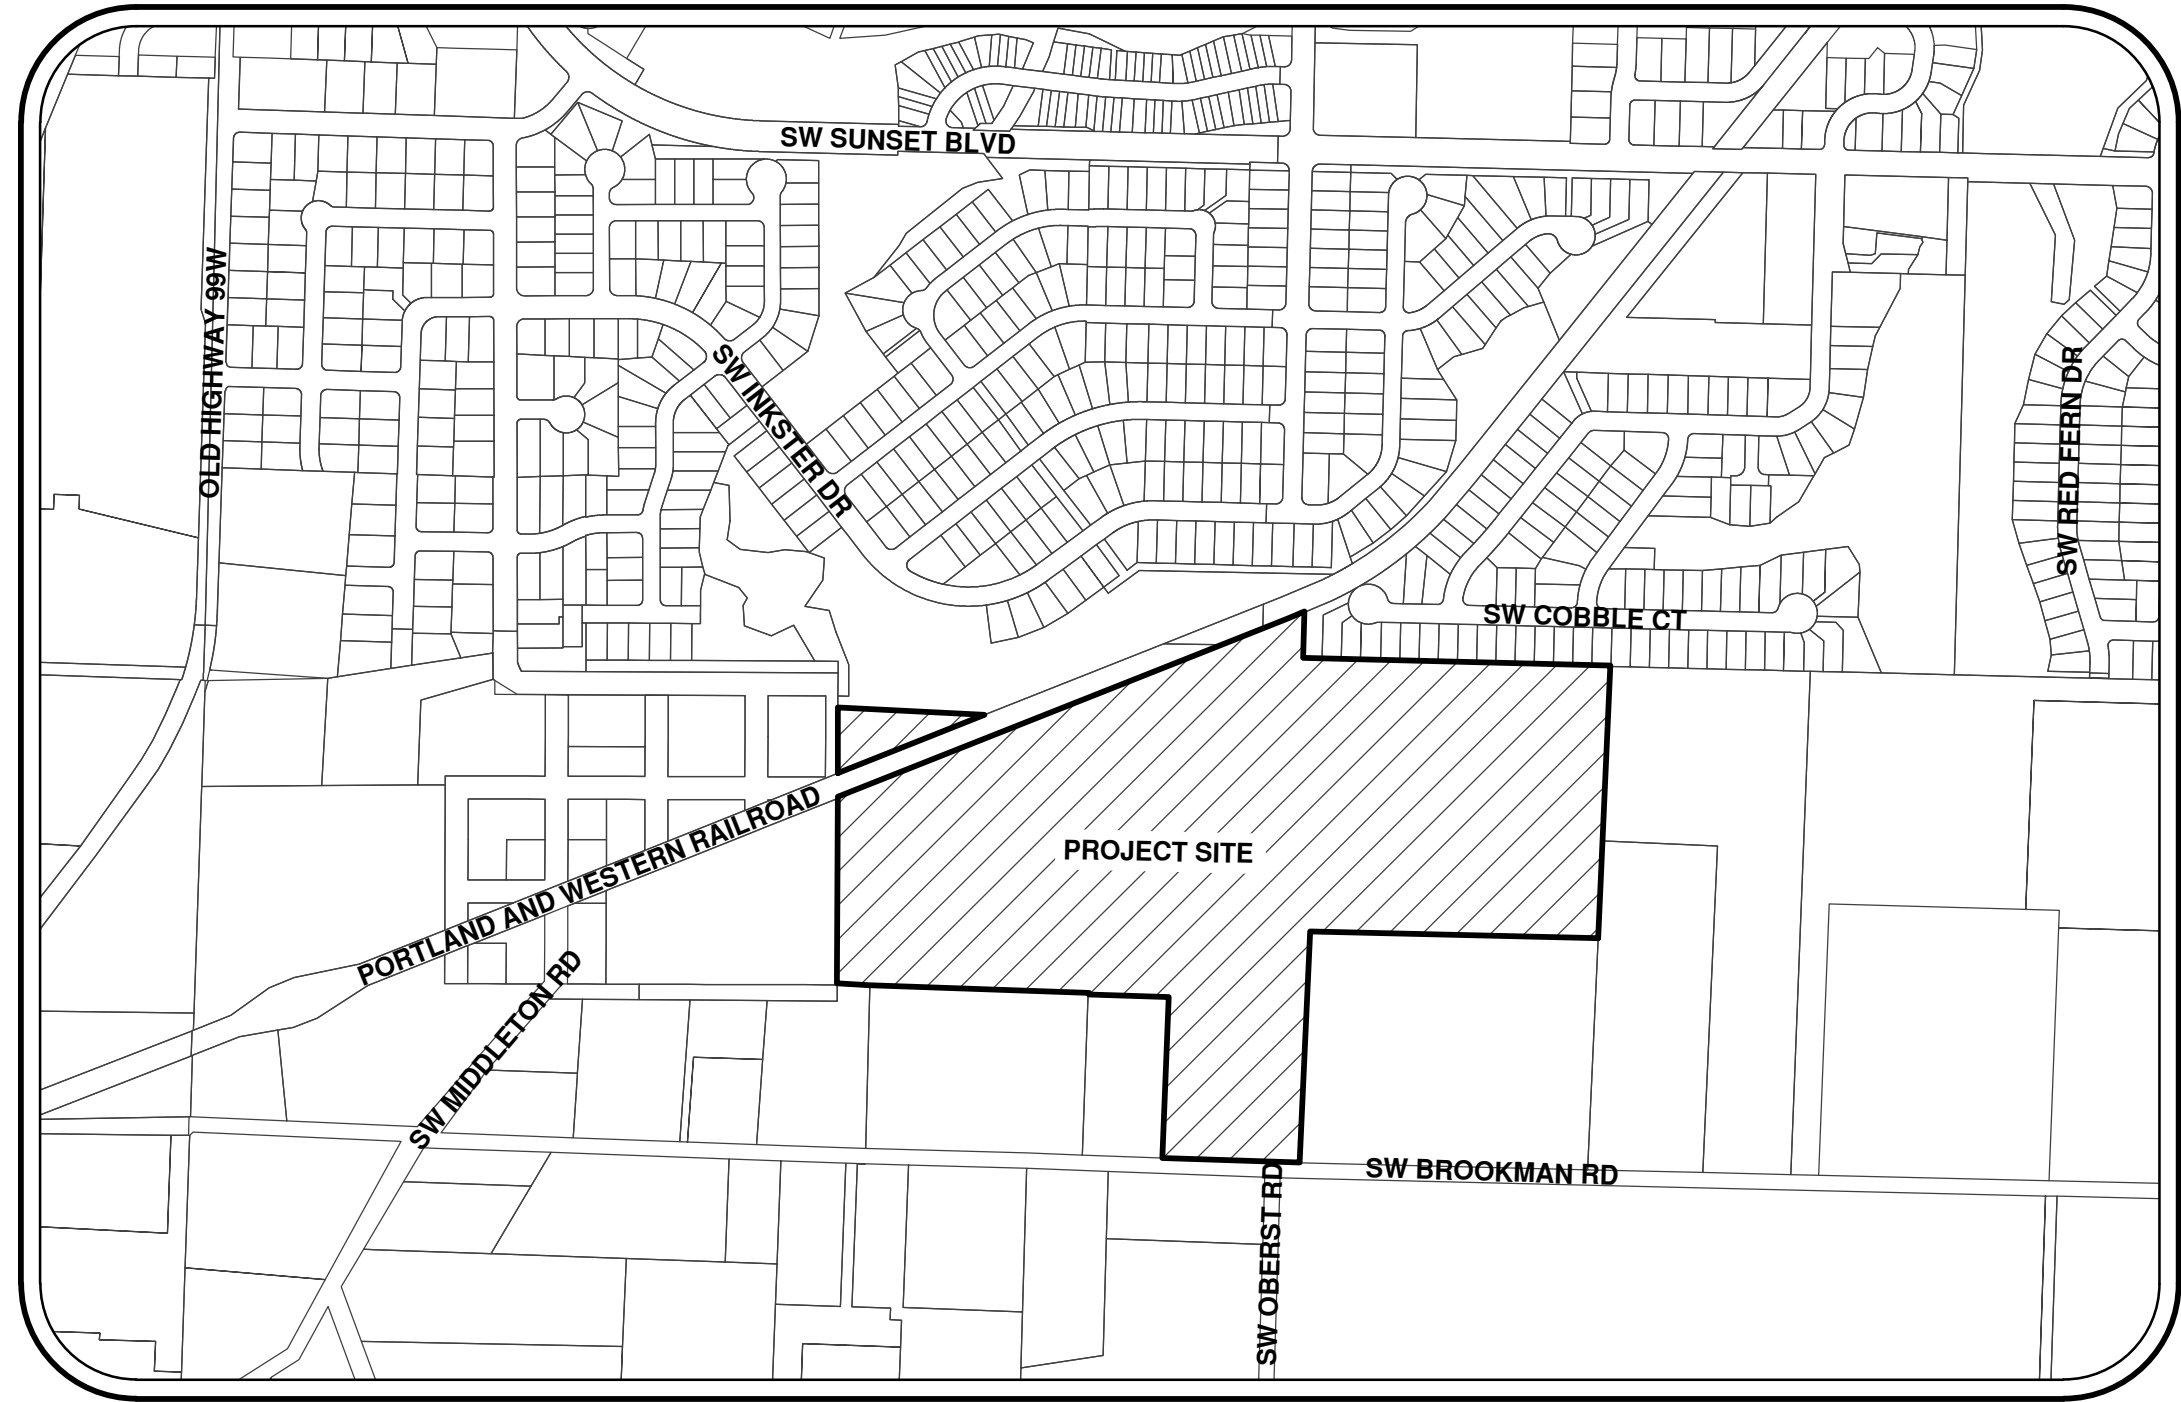 SW SUNSET BLVD
OLD HIGHWAY 99W
SW INKSTER DR
SW RED FERN DR
SW COBBLE CT
PORTLAND AND WESTERN RAILROAD
PROJECT SITE
SW MIDDLETON RD
SW BROOKMAN RD
SW OBERST RD